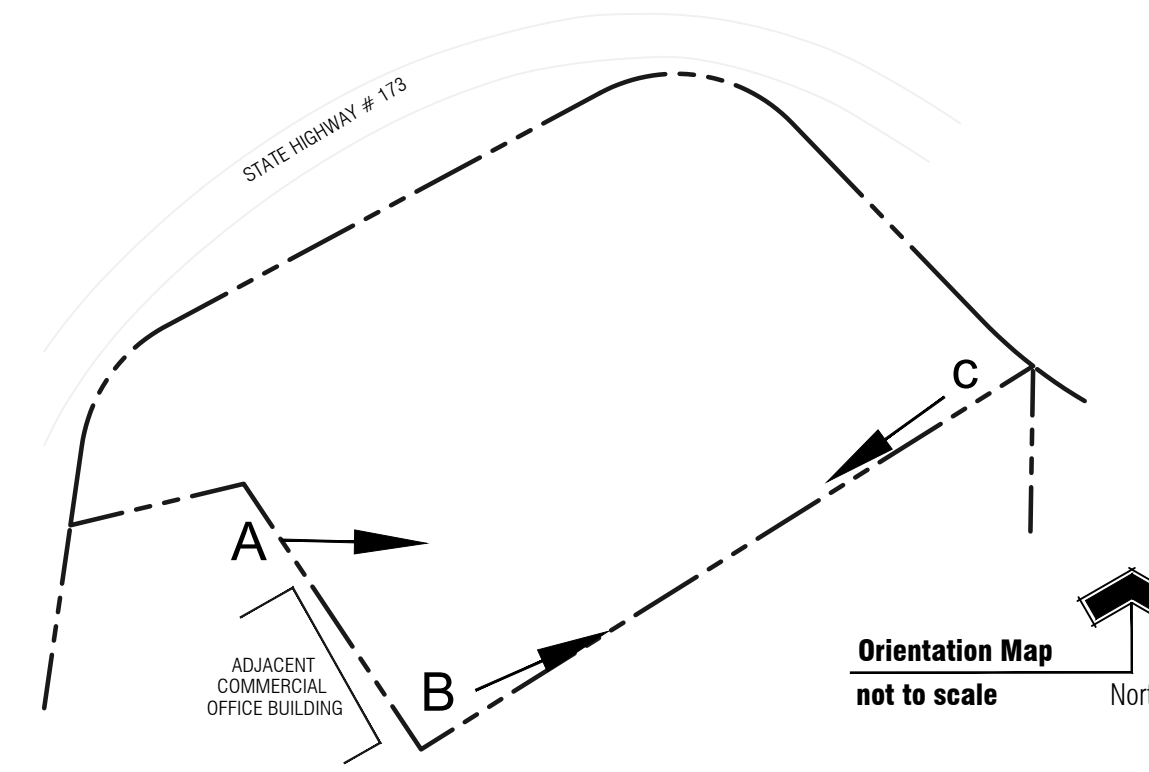 STATE HIGHWAY # 173
C
A
B
ADJACENT
COMMERCIAL
OFFICE BUILDING
Orientation Map
not to scale